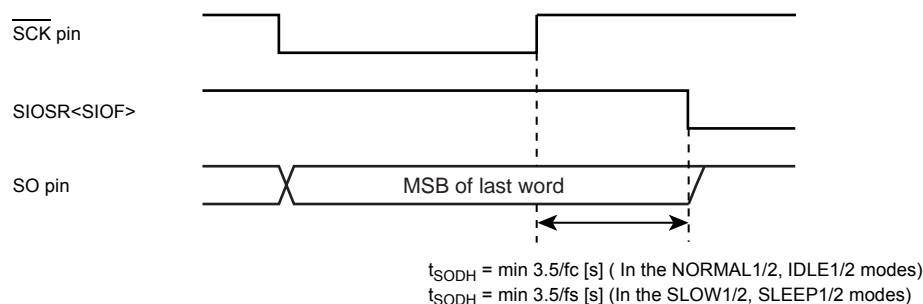 SCK pin
SIOSR<SIOF>
SO pin
MSB of last word
tSODH = min 3.5/fc [s] ( In the NORMAL1/2, IDLE1/2 modes)
tSODH = min 3.5/fs [s] (In the SLOW1/2, SLEEP1/2 modes)